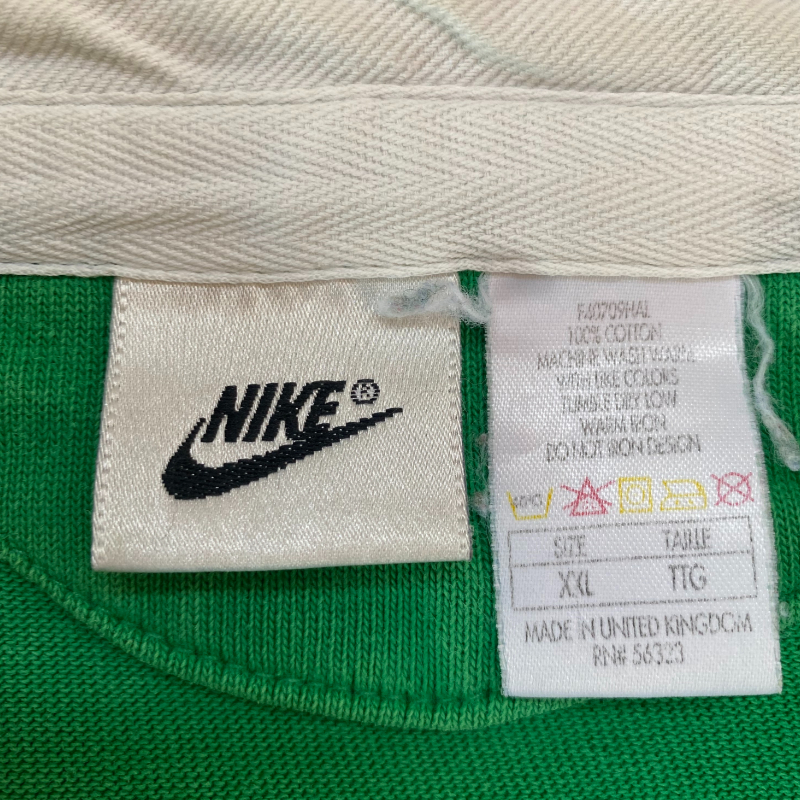 NIKE®
F40709HAL
100% COTTON
MACHINE WASH WARM
WITH LIKE COLORS
TUMBLE DRY LOW
WARM IRON
DO NOT IRON DESIGN
40°C
SIZE TAILLE
XXL TTG
MADE IN UNITED KINGDOM
RN# 56323